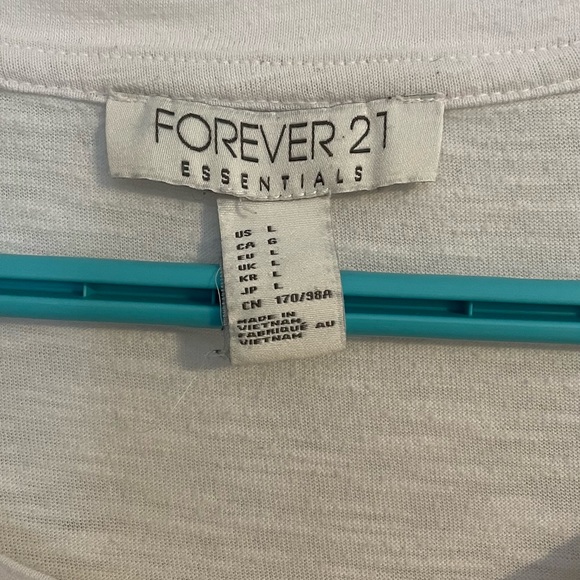 FOREVER 21
ESSENTIALS
US L
CA G
EU L
UK L
KR L
JP L
CN 170/98A
MADE IN
VIETNAM
FABRIQUÉ AU
VIETNAM